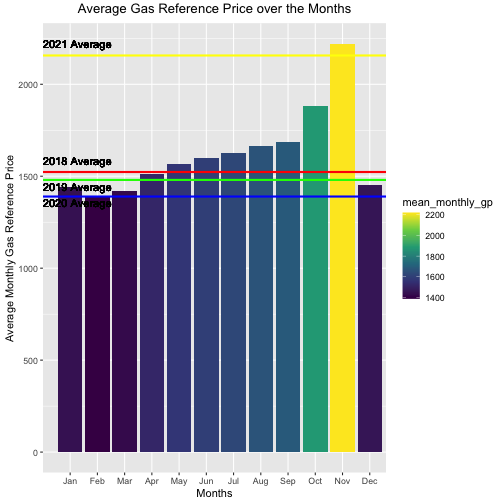 Average Gas Reference Price over the Months
Average Monthly Gas Reference Price
2000
1500
1000
500
0
2021 Average
2018 Average
2019 Average
2020 Average
Jan Feb Mar Apr May Jun Jul Aug Sep Oct Nov Dec
Months
mean_monthly_gp
2200
2000
1800
1600
1400